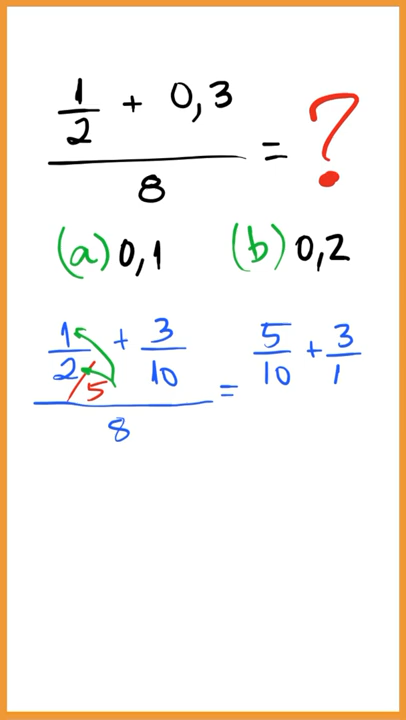 1/2 + 0,3
8
= ?
(a) 0,1 (b) 0,2
1/2 + 3/10
5
8
= 5/10 + 3/1